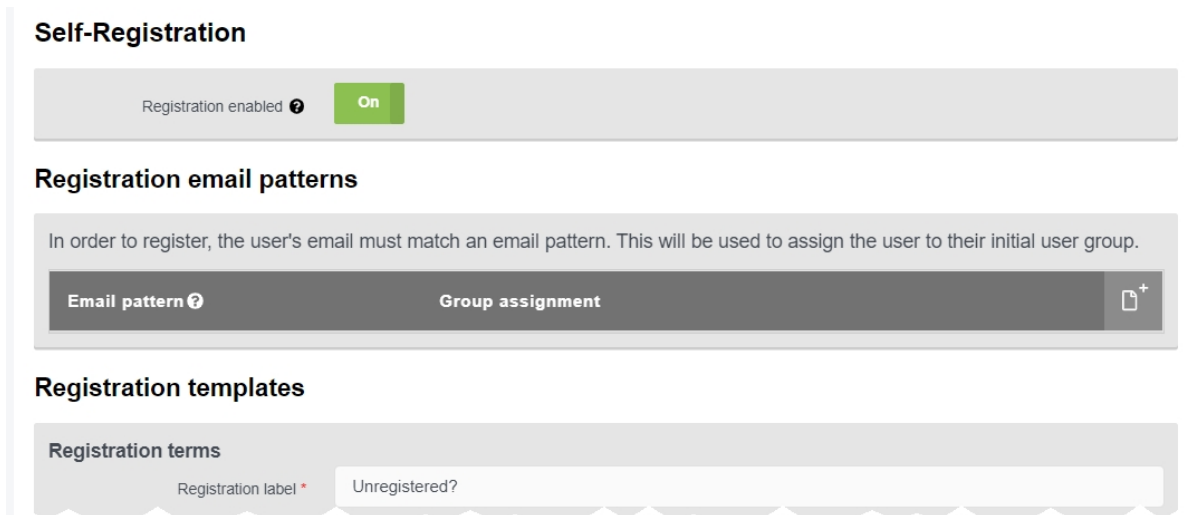 Self-Registration
Registration enabled
On
Registration email patterns
In order to register, the user's email must match an email pattern. This will be used to assign the user to their initial user group.
Email pattern Group assignment
Registration templates
Registration terms
Registration label * Unregistered?